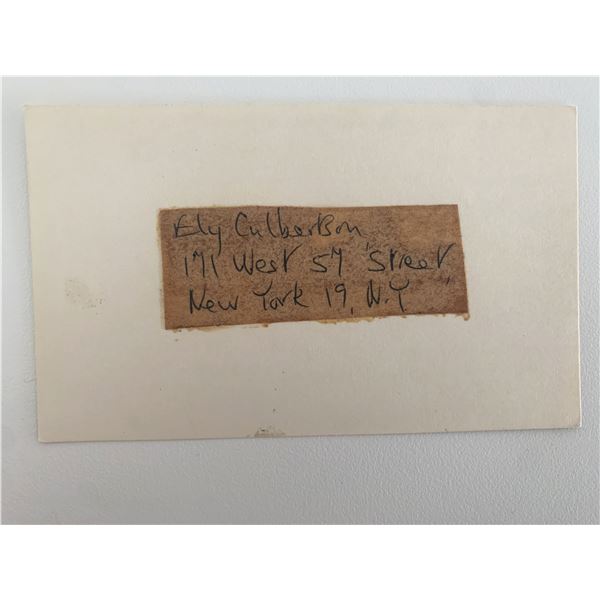 Ely Culbertson,
171 West 57 Street
New York 19, N.Y